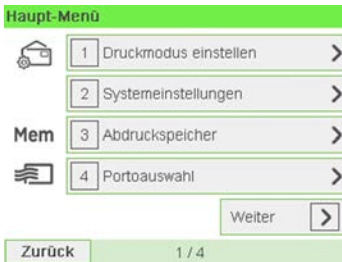 Haupt-Menü
1 Druckmodus einstellen
2 Systemeinstellungen
Mem 3 Abdruckspeicher
4 Portoauswahl
Weiter
Zurück 1 / 4